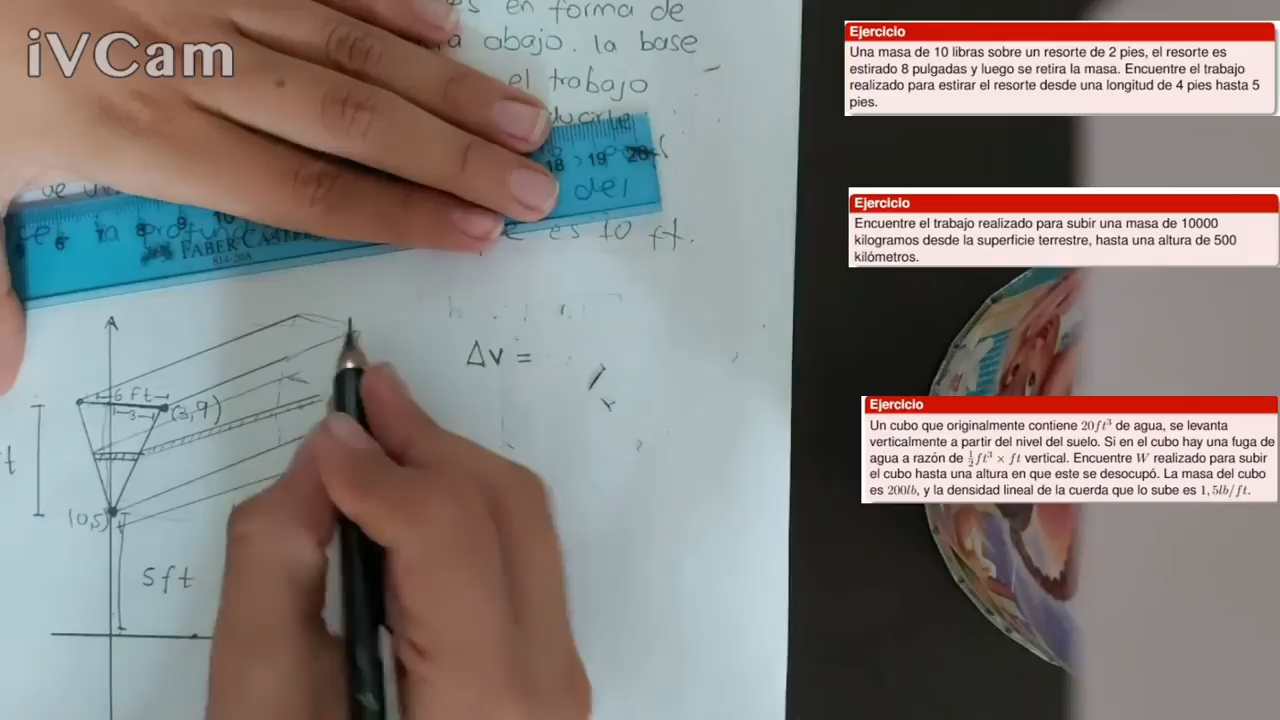 iVCam
en forma de
abajo. la base
el trabajo
ducirle
18 19 20
del
6 8 9 10
FABER CASTELL
814-20A
es 10 ft.
6 ft
3
(3,9)
Δv =
t
(0,5)
5ft
Ejercicio
Una masa de 10 libras sobre un resorte de 2 pies, el resorte es
estirado 8 pulgadas y luego se retira la masa. Encuentre el trabajo
realizado para estirar el resorte desde una longitud de 4 pies hasta 5
pies.
Ejercicio
Encuentre el trabajo realizado para subir una masa de 10000
kilogramos desde la superficie terrestre, hasta una altura de 500
kilómetros.
Ejercicio
Un cubo que originalmente contiene 20ft³ de agua, se levanta
verticalmente a partir del nivel del suelo. Si en el cubo hay una fuga de
agua a razón de ½ft³ × ft vertical. Encuentre W realizado para subir
el cubo hasta una altura en que este se desocupó. La masa del cubo
es 200lb, y la densidad lineal de la cuerda que lo sube es 1,5lb/ft.